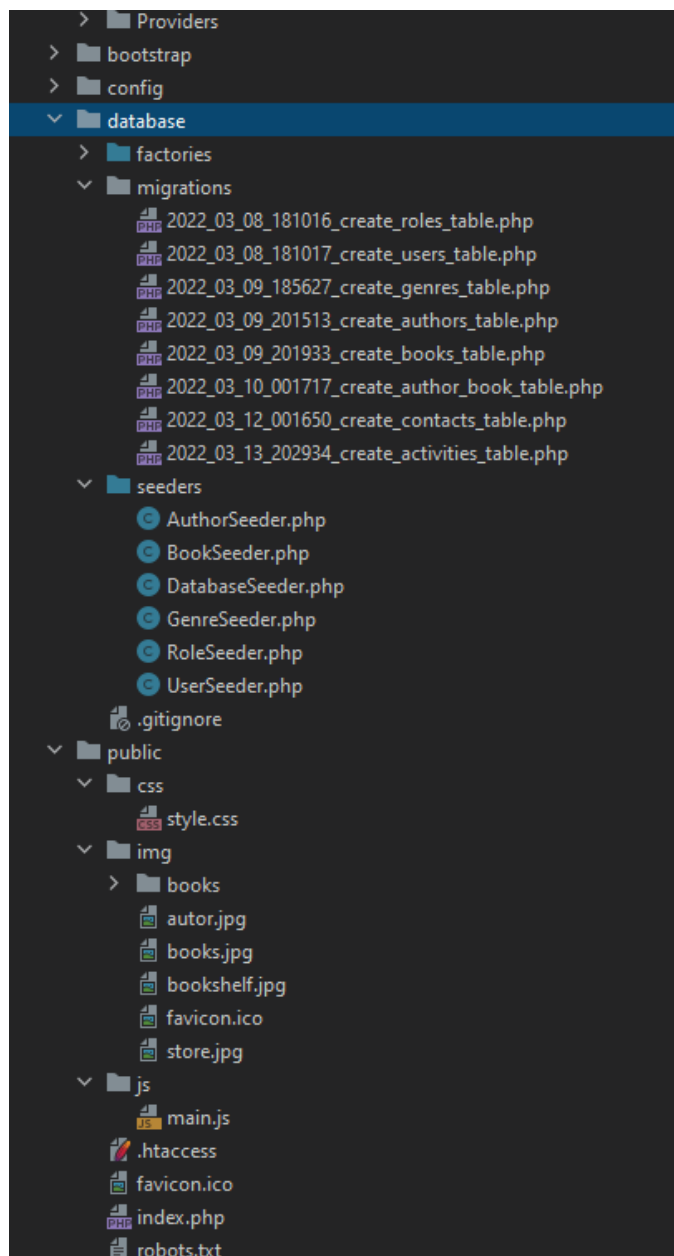 Providers
bootstrap
config
database
factories
migrations
2022_03_08_181016_create_roles_table.php
2022_03_08_181017_create_users_table.php
2022_03_09_185627_create_genres_table.php
2022_03_09_201513_create_authors_table.php
2022_03_09_201933_create_books_table.php
2022_03_10_001717_create_author_book_table.php
2022_03_12_001650_create_contacts_table.php
2022_03_13_202934_create_activities_table.php
seeders
AuthorSeeder.php
BookSeeder.php
DatabaseSeeder.php
GenreSeeder.php
RoleSeeder.php
UserSeeder.php
.gitignore
public
css
style.css
img
books
autor.jpg
books.jpg
bookshelf.jpg
favicon.ico
store.jpg
js
main.js
.htaccess
favicon.ico
index.php
robots.txt